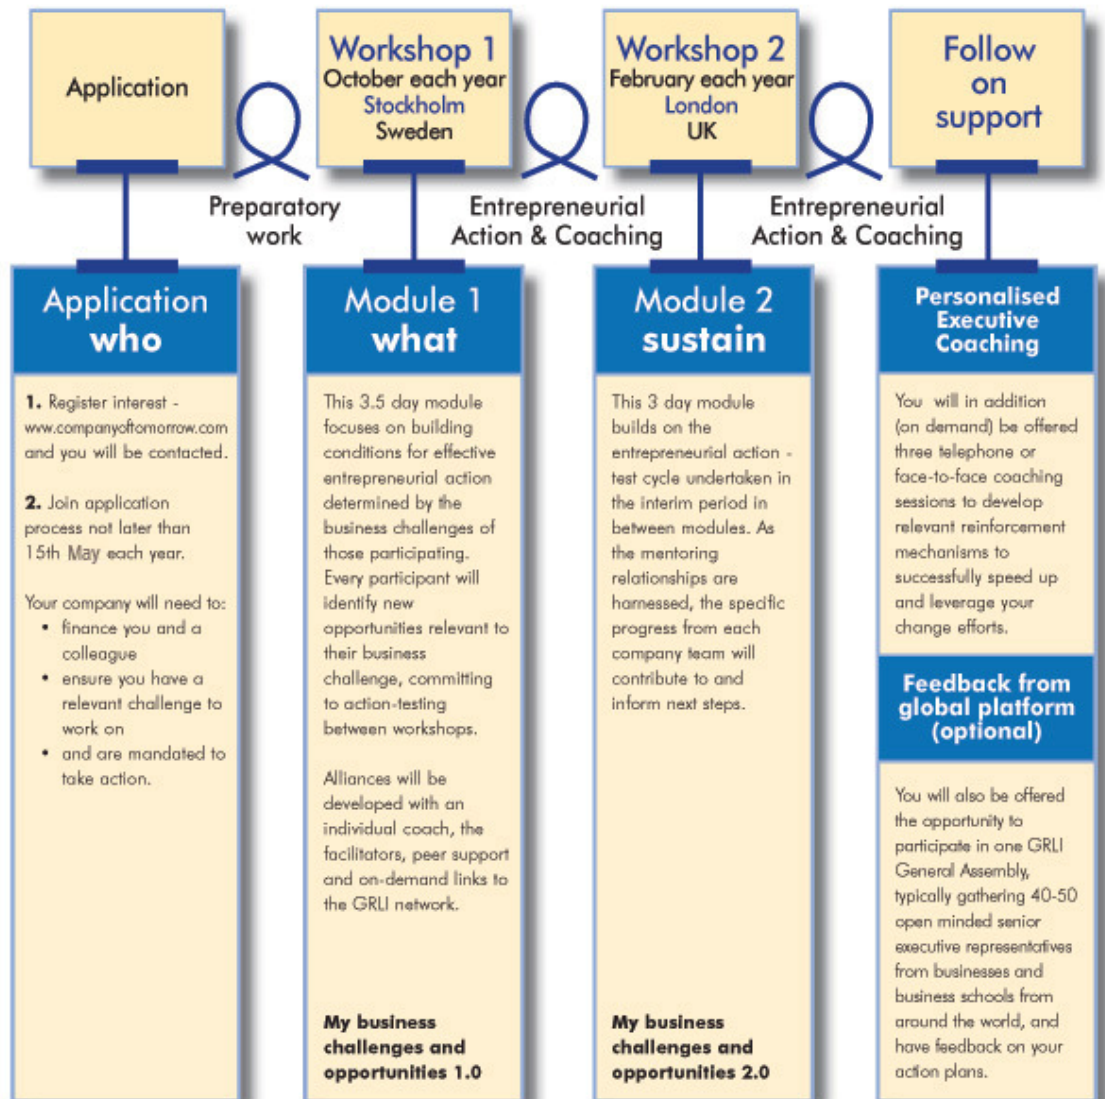 Application
Workshop 1
October each year
Stockholm
Sweden
Workshop 2
February each year
London
UK
Follow
on
support
Preparatory
work
Entrepreneurial
Action & Coaching
Entrepreneurial
Action & Coaching
Application
who
1. Register interest -
www.companyoftomorrow.com
and you will be contacted.
2. Join application
process not later than
15th May each year.
Your company will need to:
• finance you and a
colleague
• ensure you have a
relevant challenge to
work on
• and are mandated to
take action.
Module 1
what
This 3.5 day module
focuses on building
conditions for effective
entrepreneurial action
determined by the
business challenges of
those participating.
Every participant will
identify new
opportunities relevant to
their business
challenge, committing
to action-testing
between workshops.
Alliances will be
developed with an
individual coach, the
facilitators, peer support
and on-demand links to
the GRLI network.
My business
challenges and
opportunities 1.0
Module 2
sustain
This 3 day module
builds on the
entrepreneurial action -
test cycle undertaken in
the interim period in
between modules. As
the mentoring
relationships are
harnessed, the specific
progress from each
company team will
contribute to and
inform next steps.
My business
challenges and
opportunities 2.0
Personalised
Executive
Coaching
You will in addition
(on demand) be offered
three telephone or
face-to-face coaching
sessions to develop
relevant reinforcement
mechanisms to
successfully speed up
and leverage your
change efforts.
Feedback from
global platform
(optional)
You will also be offered
the opportunity to
participate in one GRLI
General Assembly,
typically gathering 40-50
open minded senior
executive representatives
from businesses and
business schools from
around the world, and
have feedback on your
action plans.